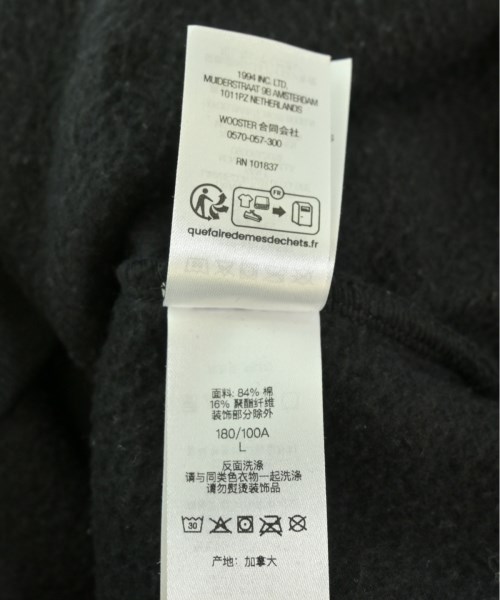 1994 INC. LTD.
MUIDERSTRAAT 9B AMSTERDAM
1011PZ NETHERLANDS
WOOSTER 合同会社
0570-057-300
RN 101837
FR
quefairedemesdechets.fr
面料: 84% 棉
16% 聚酯纤维
装饰部分除外
180/100A
L
反面洗涤
请与同类色衣物一起洗涤
请勿熨烫装饰品
30
产地: 加拿大